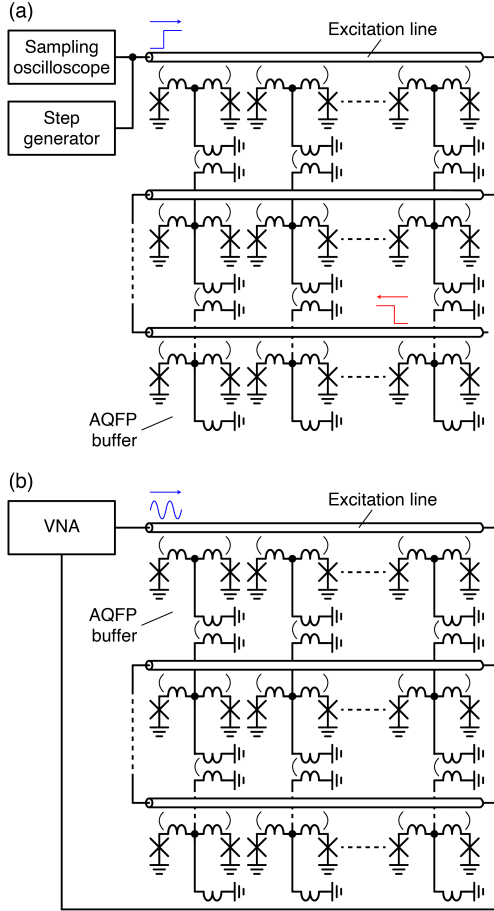 (a)
Excitation line
Sampling
oscilloscope
Step
generator
AQFP
buffer
(b)
Excitation line
VNA
AQFP
buffer